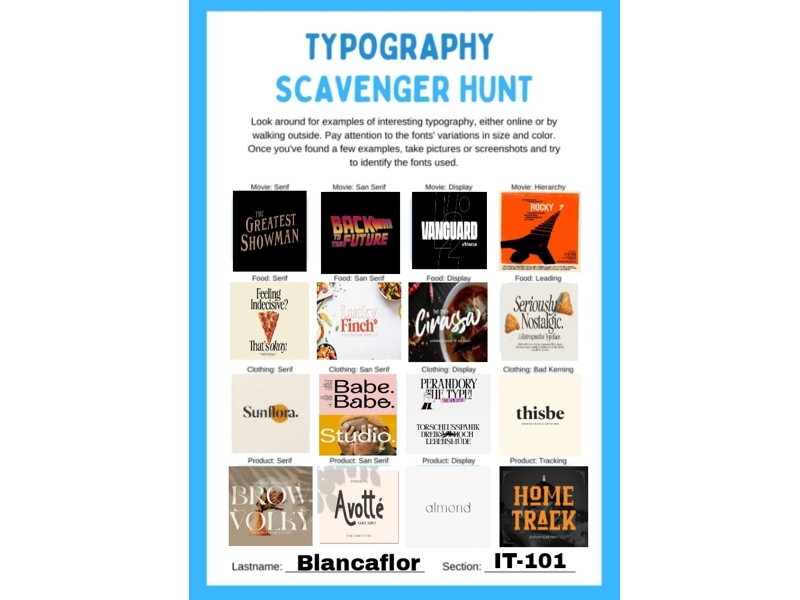 TYPOGRAPHY
SCAVENGER HUNT
Look around for examples of interesting typography, either online or by
walking outside. Pay attention to the fonts' variations in size and color.
Once you've found a few examples, take pictures or screenshots and try
to identify the fonts used.
Movie: Serif
Movie: San Serif
Movie: Display
Movie: Hierarchy
THE
GREATEST
SHOWMAN
BACK
TO THE
FUTURE
VANGUARD
ROCKY
Food: Serif
Food: San Serif
Food: Display
Food: Leading
Feeling
Indecisive?
That's okay.
Lucky
Finch
Cirassa
Seriously
Nostalgic.
Clothing: Serif
Clothing: San Serif
Clothing: Display
Clothing: Bad Kerning
Sunflora.
Babe.
Babe.
Studio.
PERANDORY
TYPE!
TORSCHLUSSPANIK
DREIKÄSEHOCH
LEBENSMÜDE
thisbe
Product: Serif
Product: San Serif
Product: Display
Product: Tracking
BROW
VOLKY
Avotté
SANS SERIF
almond
HOME
TRACK
Lastname: Blancaflor Section: IT-101